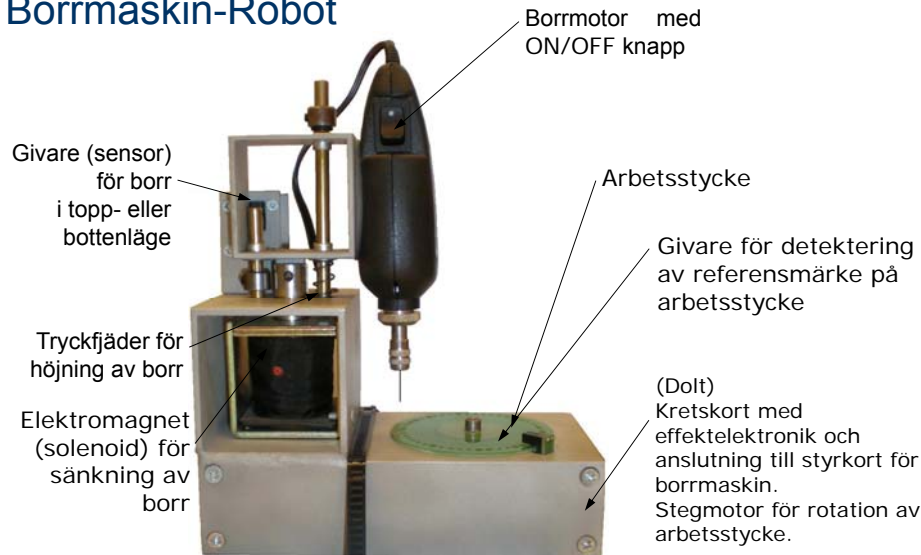 Borrmaskin-Robot
Borrmotor med
ON/OFF knapp
Givare (sensor)
för borr
i topp- eller
bottenläge
Arbetsstycke
Givare för detektering
av referensmärke på
arbetsstycke
Tryckfjäder för
höjning av borr
Elektromagnet
(solenoid) för
sänkning av
borr
(Dolt)
Kretskort med
effektelektronik och
anslutning till styrkort för
borrmaskin.
Stegmotor för rotation av
arbetsstycke.